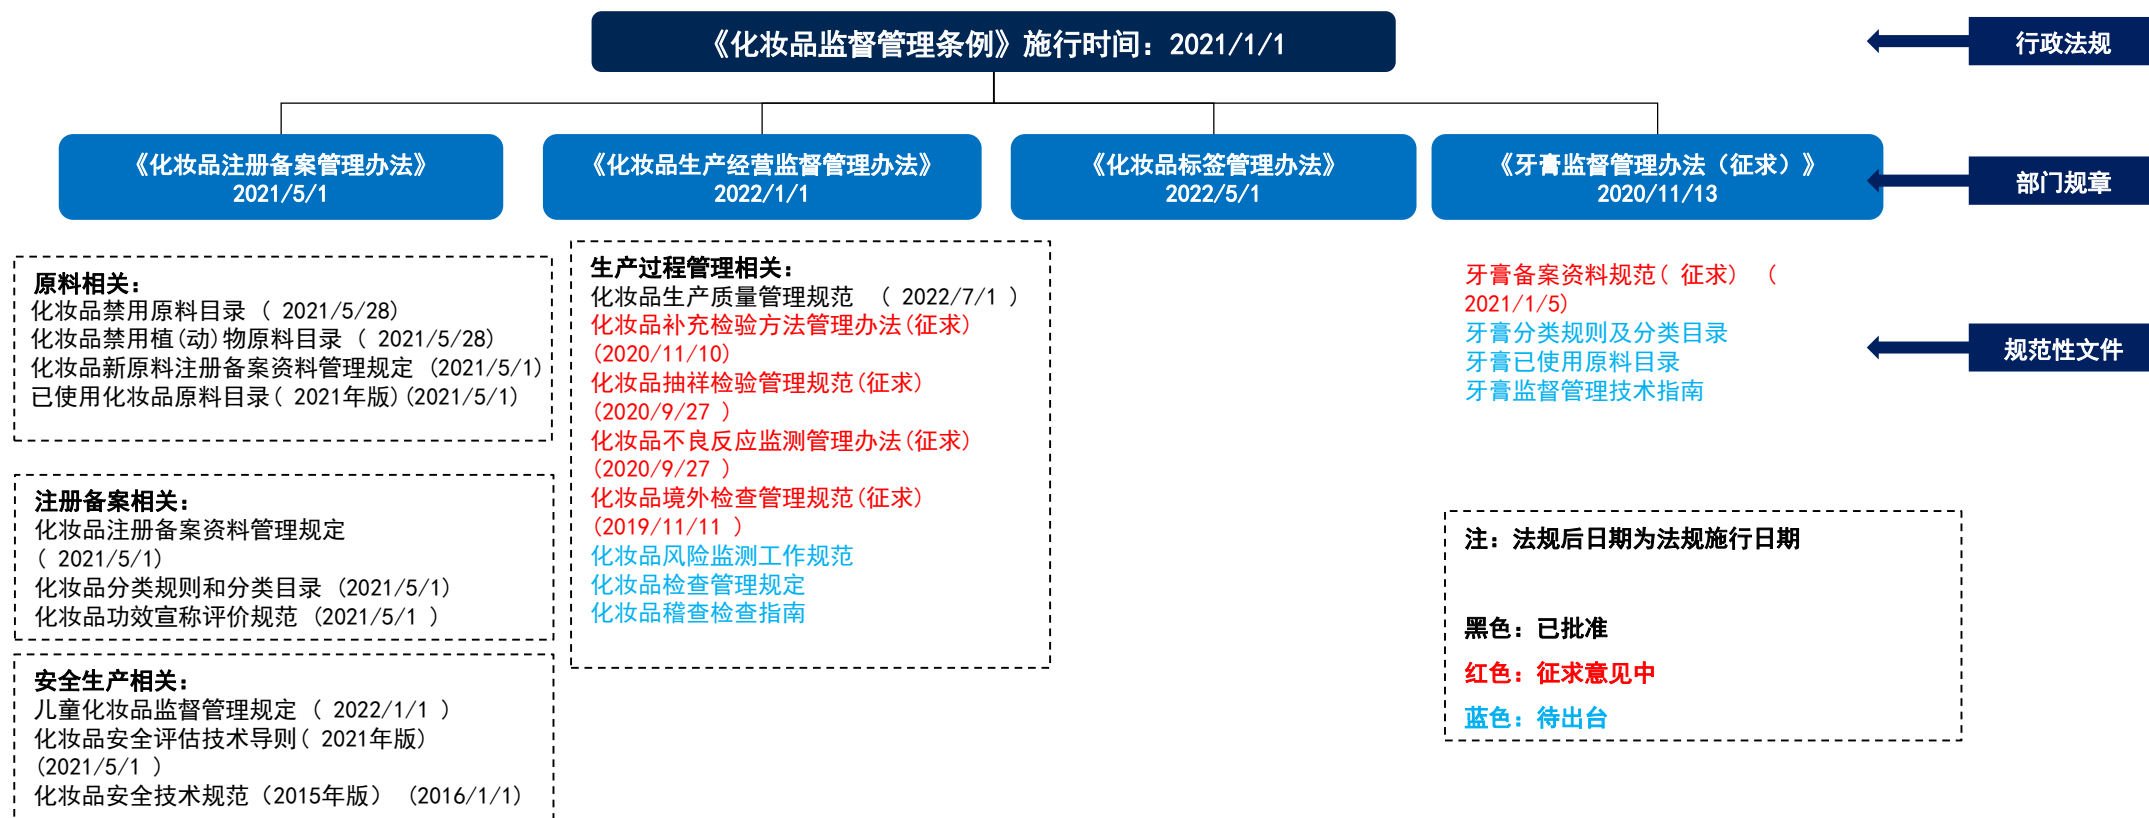 《化妆品监督管理条例》施行时间：2021/1/1
行政法规
《化妆品注册备案管理办法》
2021/5/1
《化妆品生产经营监督管理办法》
2022/1/1
《化妆品标签管理办法》
2022/5/1
《牙膏监督管理办法（征求）》
2020/11/13
部门规章
原料相关：
化妆品禁用原料目录（ 2021/5/28)
化妆品禁用植(动)物原料目录（ 2021/5/28)
化妆品新原料注册备案资料管理规定 (2021/5/1)
已使用化妆品原料目录( 2021年版)(2021/5/1)
注册备案相关：
化妆品注册备案资料管理规定
( 2021/5/1)
化妆品分类规则和分类目录 (2021/5/1)
化妆品功效宣称评价规范 (2021/5/1 )
安全生产相关：
儿童化妆品监督管理规定（ 2022/1/1 ）
化妆品安全评估技术导则( 2021年版)
(2021/5/1 )
化妆品安全技术规范（2015年版） (2016/1/1)
生产过程管理相关：
化妆品生产质量管理规范 （ 2022/7/1 ）
化妆品补充检验方法管理办法(征求)
(2020/11/10)
化妆品抽祥检验管理规范(征求)
(2020/9/27 )
化妆品不良反应监测管理办法(征求)
(2020/9/27 )
化妆品境外检查管理规范(征求)
(2019/11/11 )
化妆品风险监测工作规范
化妆品检查管理规定
化妆品稽查检查指南
牙膏备案资料规范( 征求) （
2021/1/5)
牙膏分类规则及分类目录
牙膏已使用原料目录
牙膏监督管理技术指南
规范性文件
注：法规后日期为法规施行日期
黑色：已批准
红色：征求意见中
蓝色：待出台